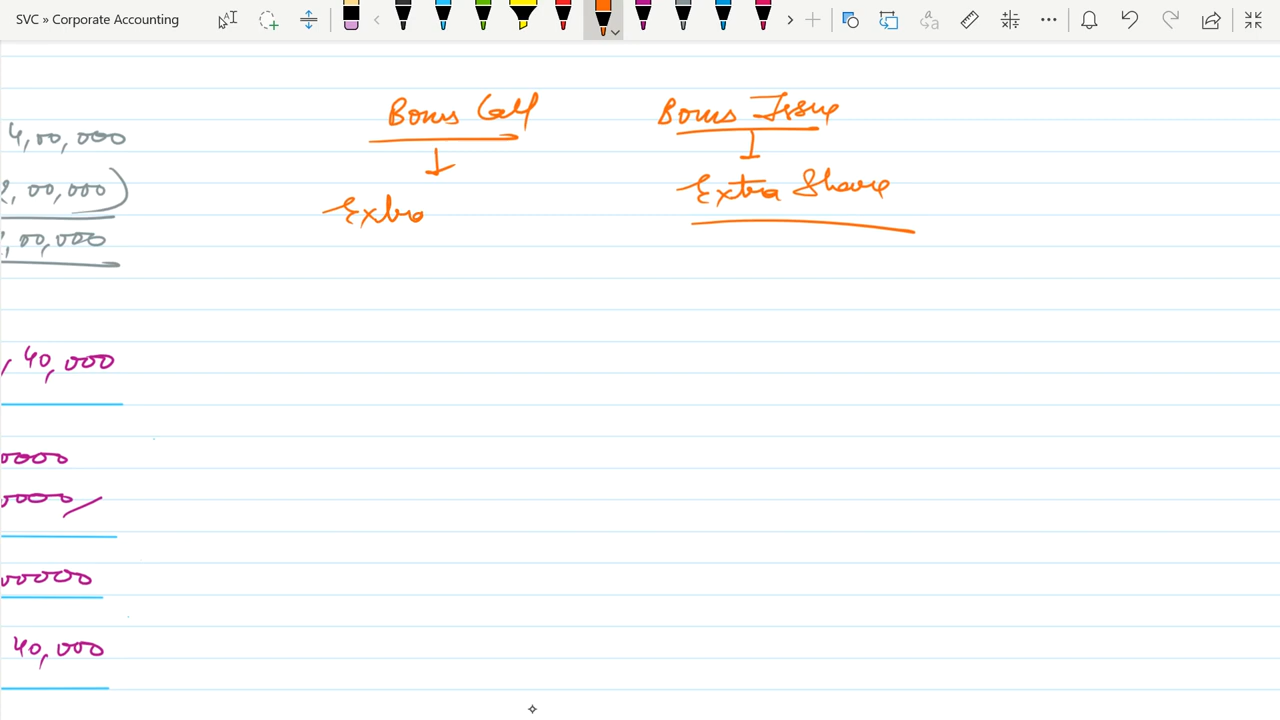 SVC » Corporate Accounting
Bonus Call
Bonus Issue
Extra
Extra Share
4,00,000
2,00,000)
2,00,000
, 40,000
0000
0000
00000
40,000